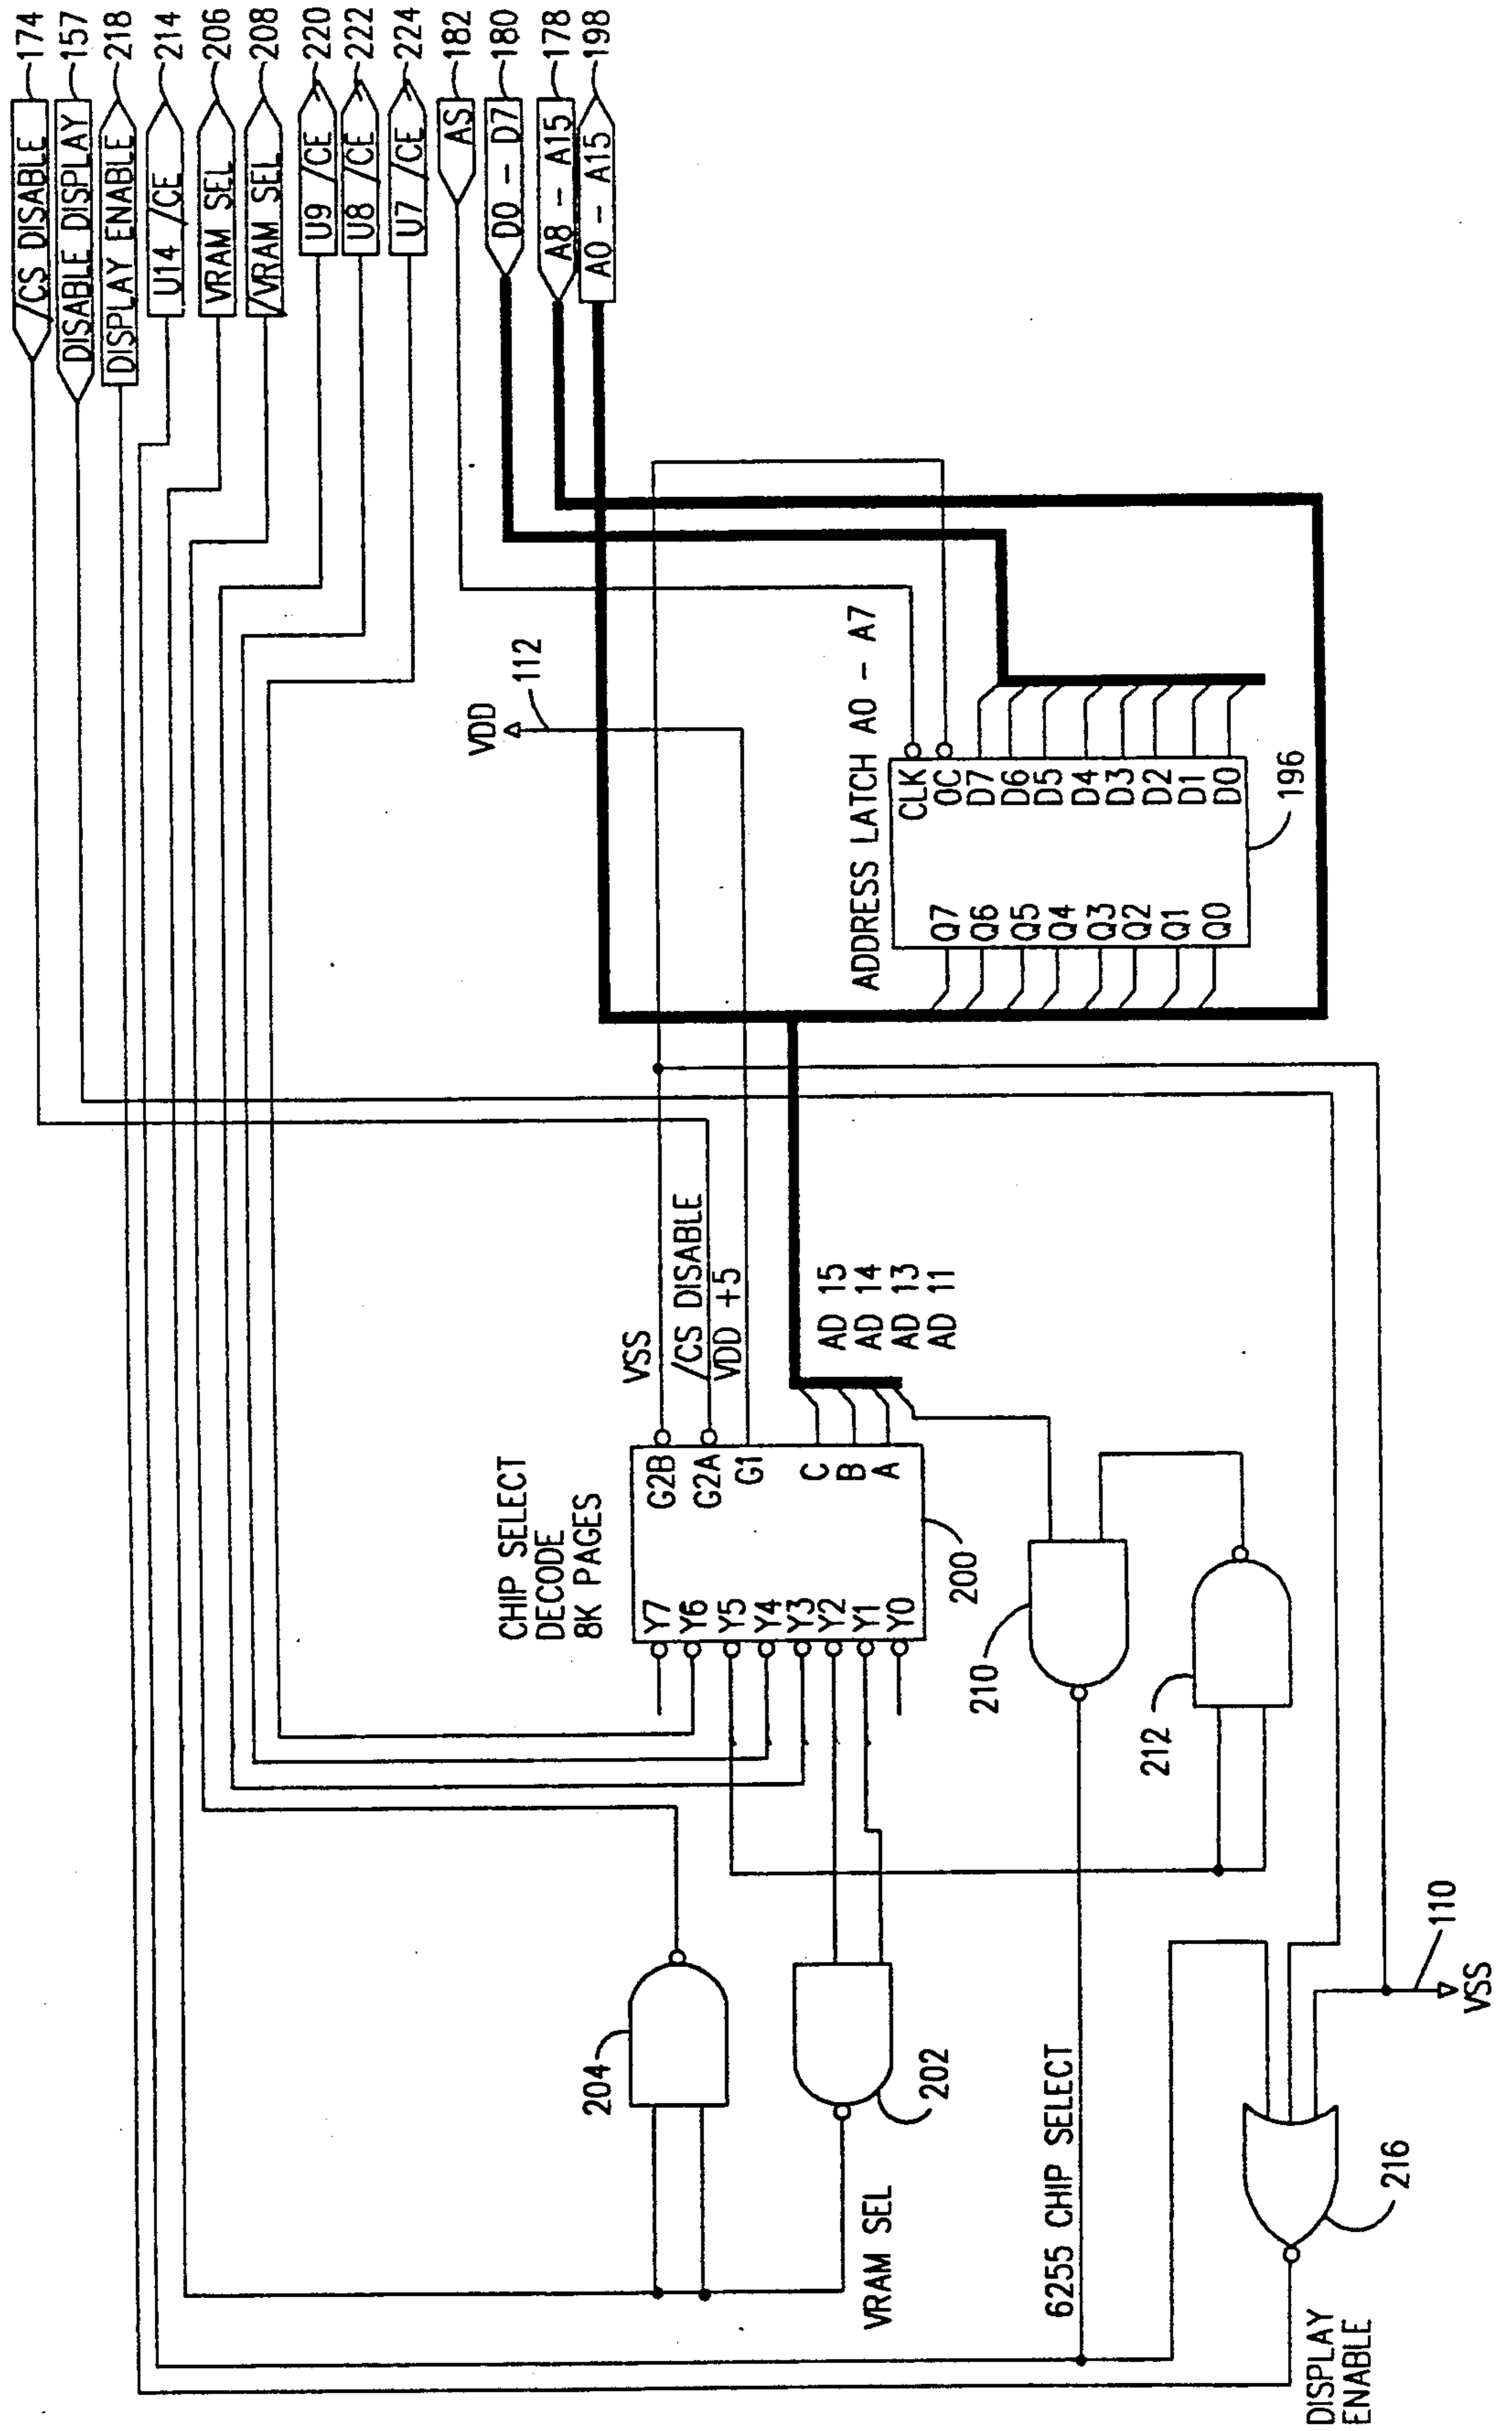 /CS DISABLE 174
DISABLE DISPLAY 157
DISPLAY ENABLE 218
U14 /CE 214
VRAM SEL 206
/VRAM SEL 208
U9 /CE 220
U8 /CE 222
U7 /CE 224
AS 182
D0 - D7 180
A8 - A15 178
A0 - A15 198
VDD
112
ADDRESS LATCH A0 - A7
CLK
OC
D7
D6
D5
D4
D3
D2
D1
D0
Q7
Q6
Q5
Q4
Q3
Q2
Q1
Q0
196
VSS
/CS DISABLE
VDD +5
AD 15
AD 14
AD 13
AD 11
CHIP SELECT
DECODE
8K PAGES
G2B
G2A
G1
C
B
A
Y7
Y6
Y5
Y4
Y3
Y2
Y1
Y0
200
210
212
204
202
VRAM SEL
6255 CHIP SELECT
216
110
VSS
DISPLAY
ENABLE